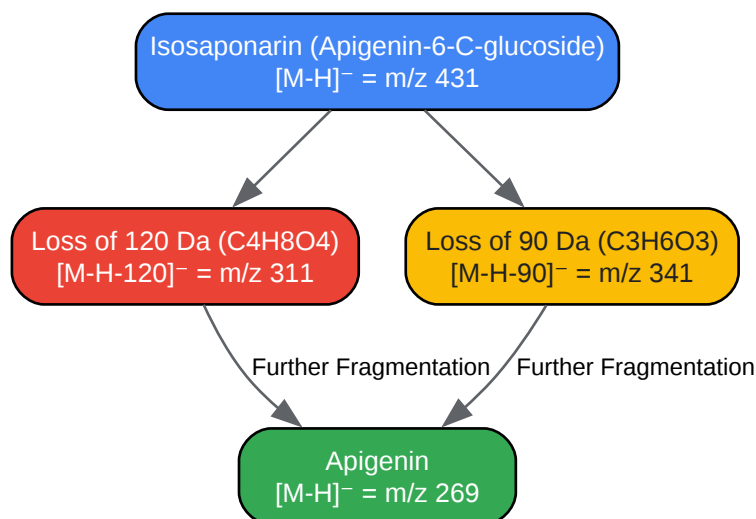 Isosaponarin (Apigenin-6-C-glucoside)
[M-H]⁻ = m/z 431
Loss of 120 Da (C4H8O4)
[M-H-120]⁻ = m/z 311
Loss of 90 Da (C3H6O3)
[M-H-90]⁻ = m/z 341
Further Fragmentation
Further Fragmentation
Apigenin
[M-H]⁻ = m/z 269